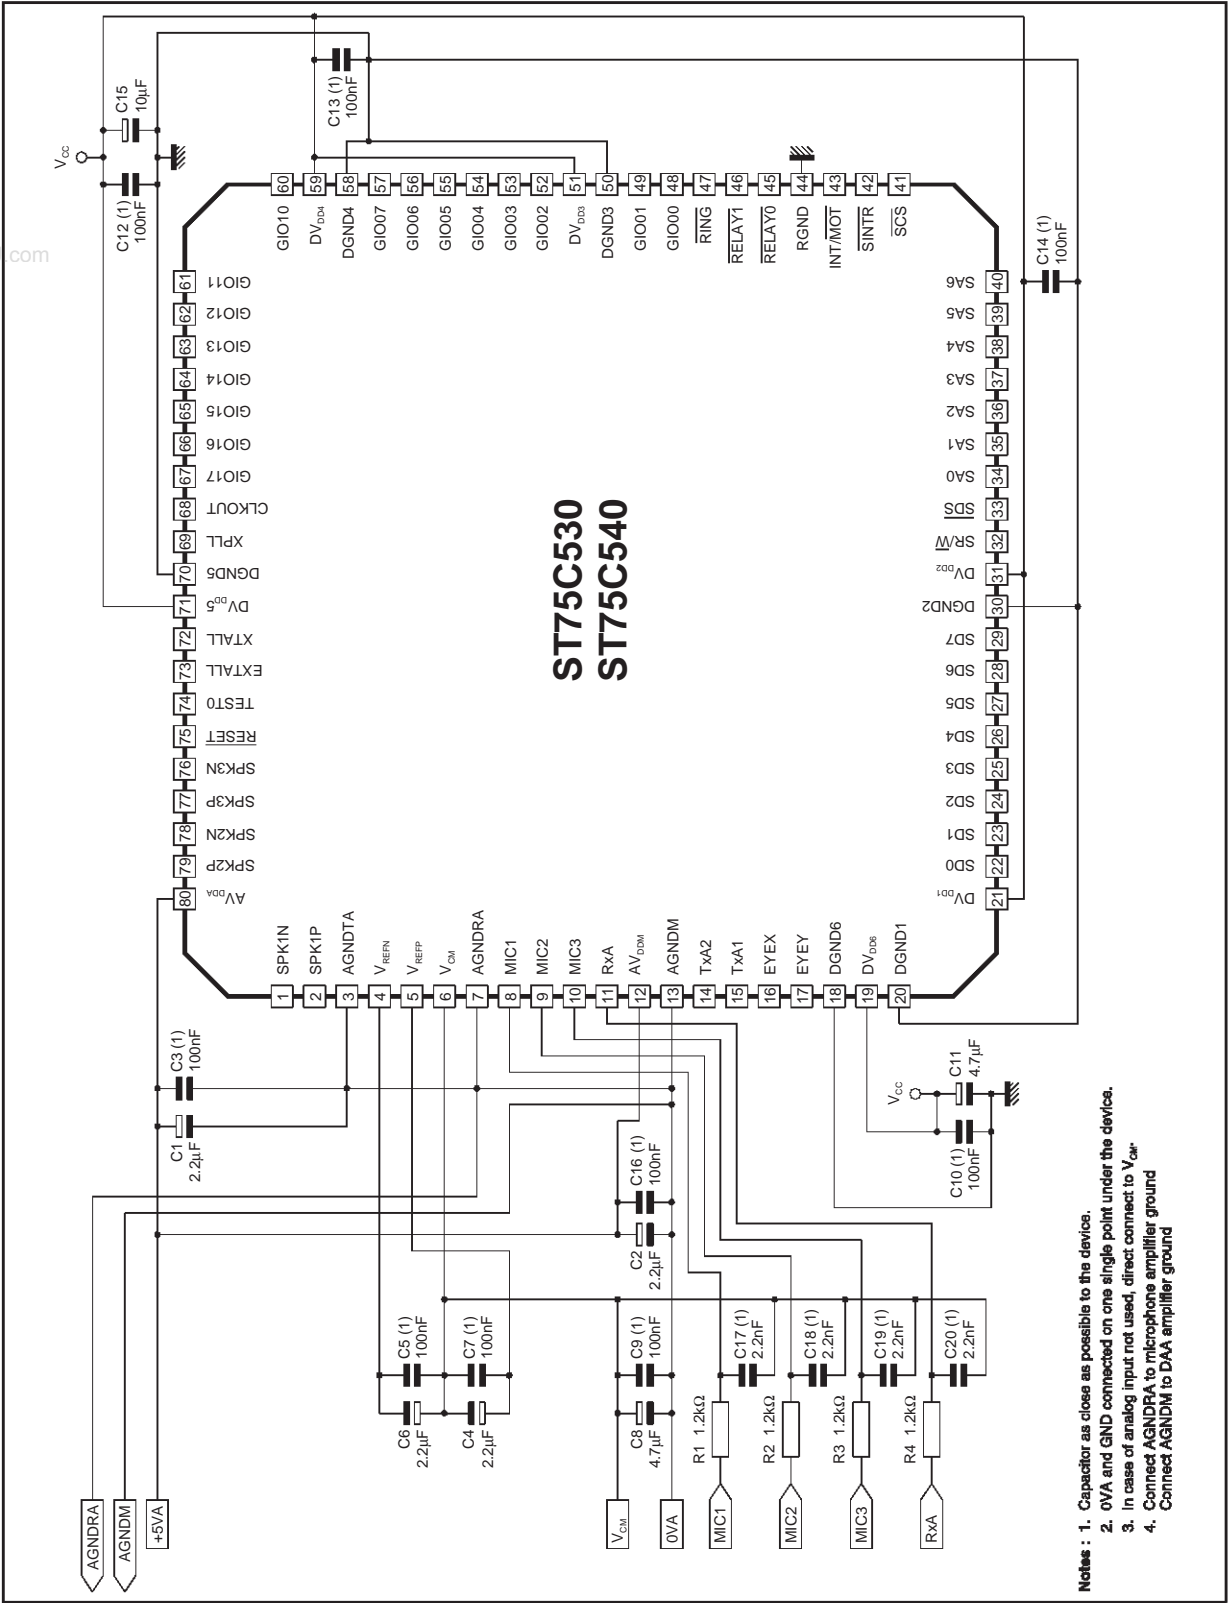 VCC
C15
10µF
C12 (1)
100nF
C13 (1)
100nF
C14 (1)
100nF
.com
60 59 58 57 56 55 54 53 52 51 50 49 48 47 46 45 44 43 42 41
GIO10
DVDD4
DGND4
GIO07
GIO06
GIO05
GIO04
GIO03
GIO02
DVDD3
DGND3
GIO01
GIO00
RING
RELAY1
RELAY0
RGND
INT/MOT
SINTR
SCS
61 GIO11
62 GIO12
63 GIO13
64 GIO14
65 GIO15
66 GIO16
67 GIO17
68 CLKOUT
69 XPLL
70 DGND5
71 DVDD5
72 XTALL
73 EXTALL
74 TEST0
75 RESET
76 SPK3N
77 SPK3P
78 SPK2N
79 SPK2P
80 AVDDA
ST75C530
ST75C540
SA6 40
SA5 39
SA4 38
SA3 37
SA2 36
SA1 35
SA0 34
SDS 33
SR/W 32
DVDD2 31
DGND2 30
SD7 29
SD6 28
SD5 27
SD4 26
SD3 25
SD2 24
SD1 23
SD0 22
DVDD1 21
SPK1N
SPK1P
AGNDTA
VREFN
VREFP
VCM
AGNDRA
MIC1
MIC2
MIC3
RxA
AVDDM
AGNDM
TxA2
TxA1
EYEX
EYEY
DGND6
DVDD6
DGND1
1 2 3 4 5 6 7 8 9 10 11 12 13 14 15 16 17 18 19 20
C3 (1)
100nF
C1
2.2µF
C16 (1)
100nF
C2
2.2µF
VCC
C11
4.7µF
C10 (1)
100nF
C5 (1)
100nF
C7 (1)
100nF
C6
2.2µF
C4
2.2µF
C9 (1)
100nF
C8
4.7µF
C17 (1)
2.2nF
C18 (1)
2.2nF
C19 (1)
2.2nF
C20 (1)
2.2nF
R1 1.2kΩ
R2 1.2kΩ
R3 1.2kΩ
R4 1.2kΩ
AGNDRA
AGNDM
+5VA
VCM
0VA
MIC1
MIC2
MIC3
RxA
Notes : 1. Capacitor as close as possible to the device.
2. 0VA and GND connected on one single point under the device.
3. In case of analog input not used, direct connect to VCM.
4. Connect AGNDRA to microphone amplifier ground
Connect AGNDM to DAA amplifier ground